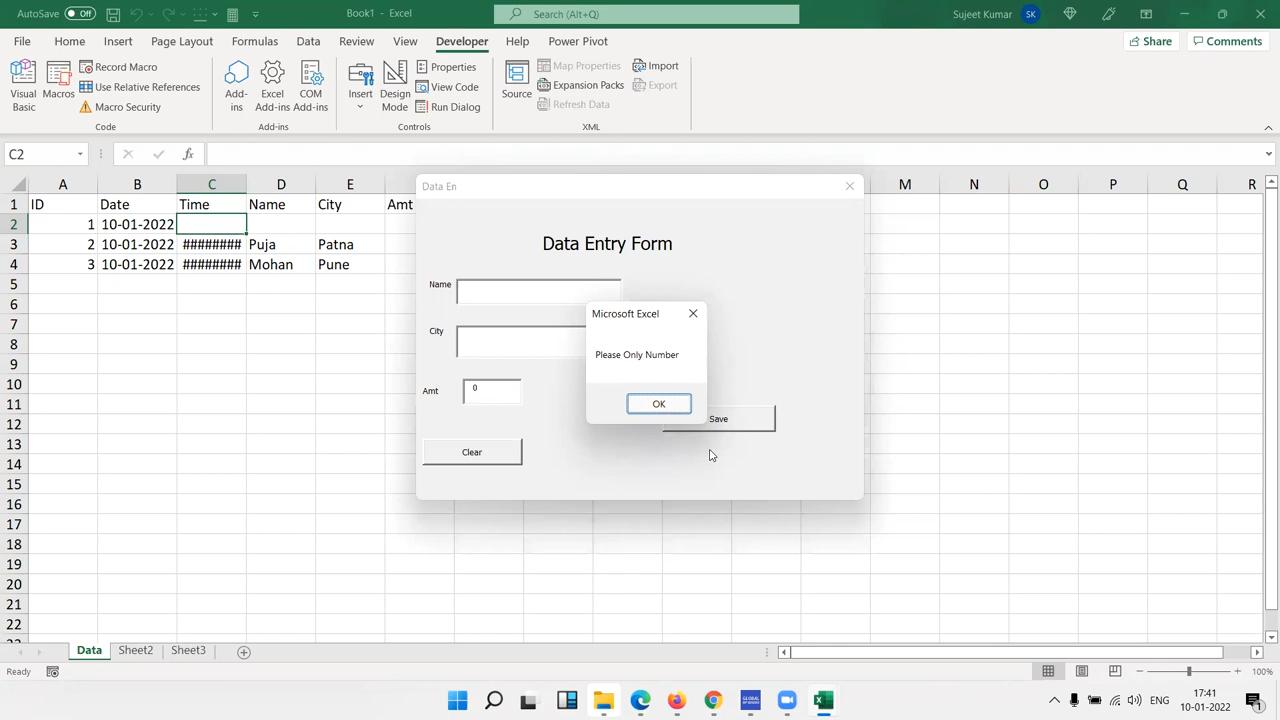 AutoSave Off Book1 - Excel Search (Alt+Q) Sujeet Kumar SK
File Home Insert Page Layout Formulas Data Review View Developer Help Power Pivot Share Comments
Visual Basic
Macros
Record Macro
Use Relative References
Macro Security
Code
Add-ins
Excel Add-ins
COM Add-ins
Add-ins
Insert
Design Mode
Properties
View Code
Run Dialog
Controls
Source
Map Properties
Expansion Packs
Refresh Data
Import
Export
XML
C2 fx
A B C D E M N O P Q R
1 ID Date Time Name City Amt
2 1 10-01-2022
3 2 10-01-2022 ######## Puja Patna
4 3 10-01-2022 ######## Mohan Pune
5
6
7
8
9
10
11
12
13
14
15
16
17
18
19
20
21
22
Data En
Data Entry Form
Name
City
Amt 0
Clear
Save
Microsoft Excel
Please Only Number
OK
Data Sheet2 Sheet3
Ready 100%
GLOBAL
ENG 17:41
10-01-2022 1